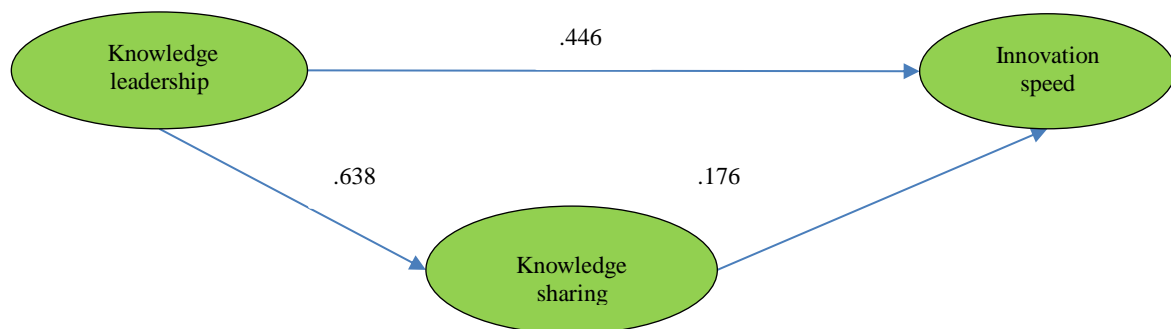 .446
Knowledge
leadership
Innovation
speed
.638
.176
Knowledge
sharing